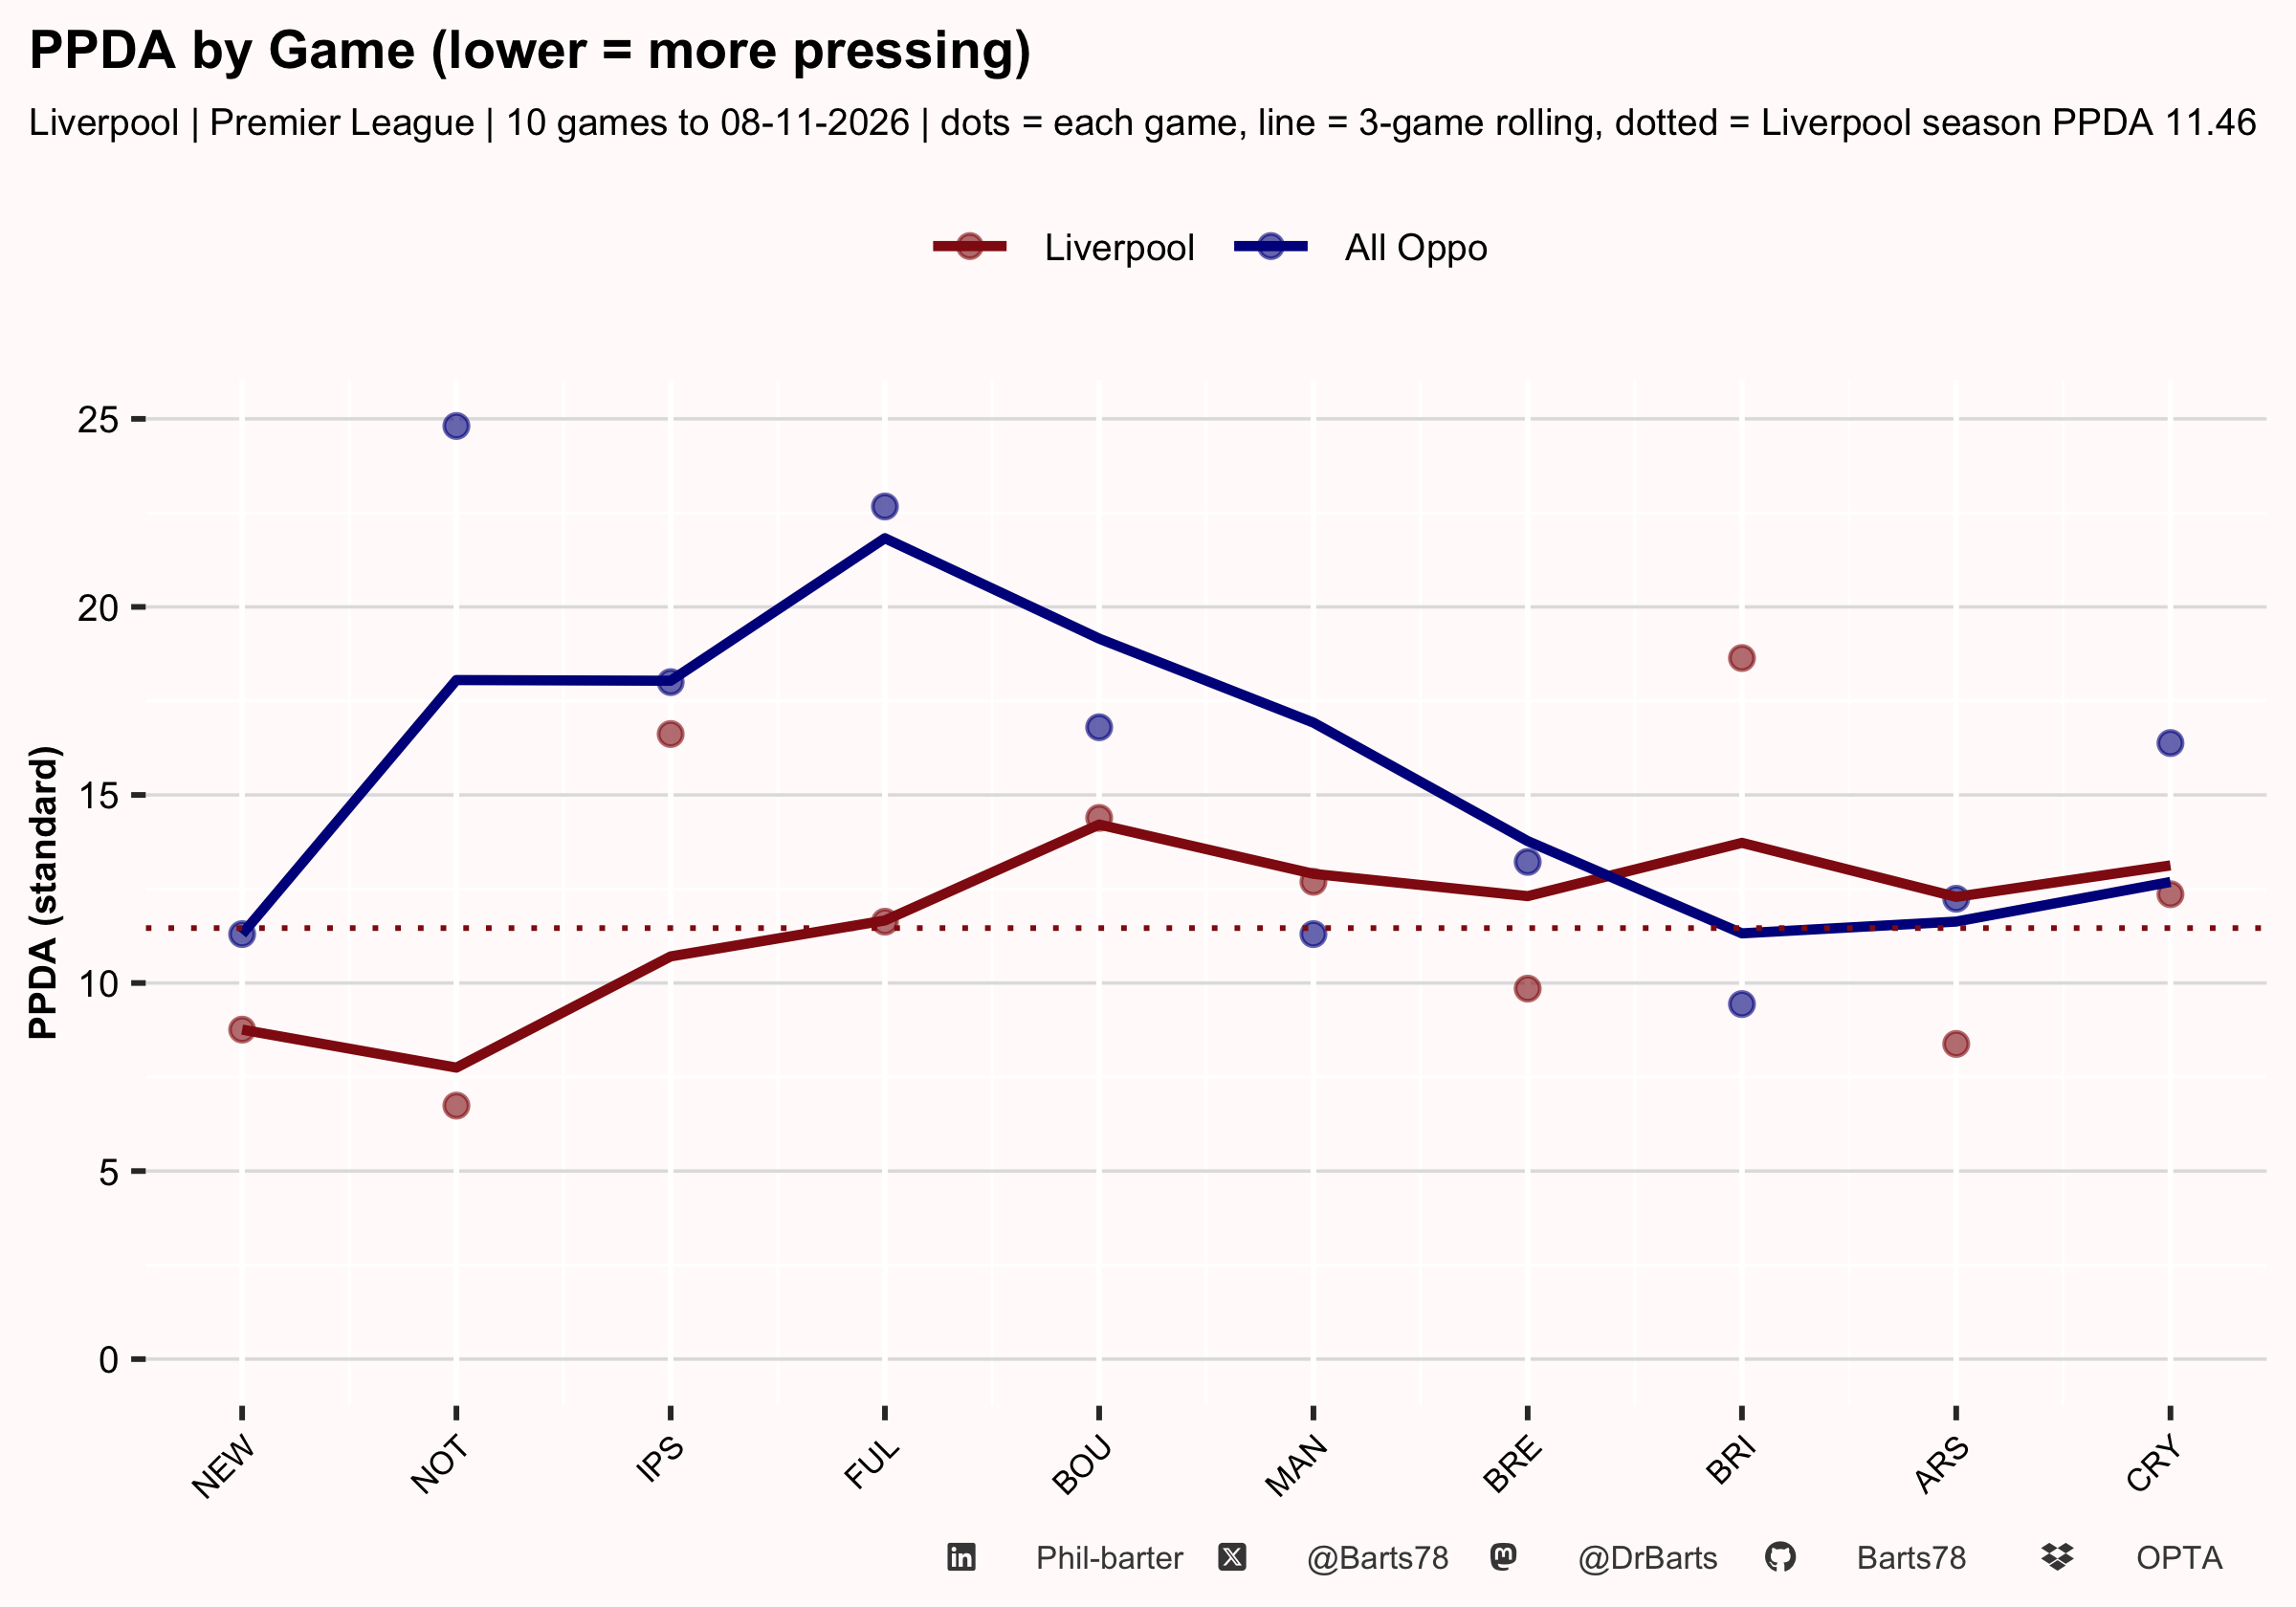 PPDA by Game (lower = more pressing)
Liverpool | Premier League | 10 games to 08-11-2026 | dots = each game, line = 3-game rolling, dotted = Liverpool season PPDA 11.46
Liverpool
All Oppo
PPDA (standard)
25
20
15
10
5
0
NEW
NOT
IPS
FUL
BOU
MAN
BRE
BRI
ARS
CRY
Phil-barter @Barts78 @DrBarts Barts78 OPTA